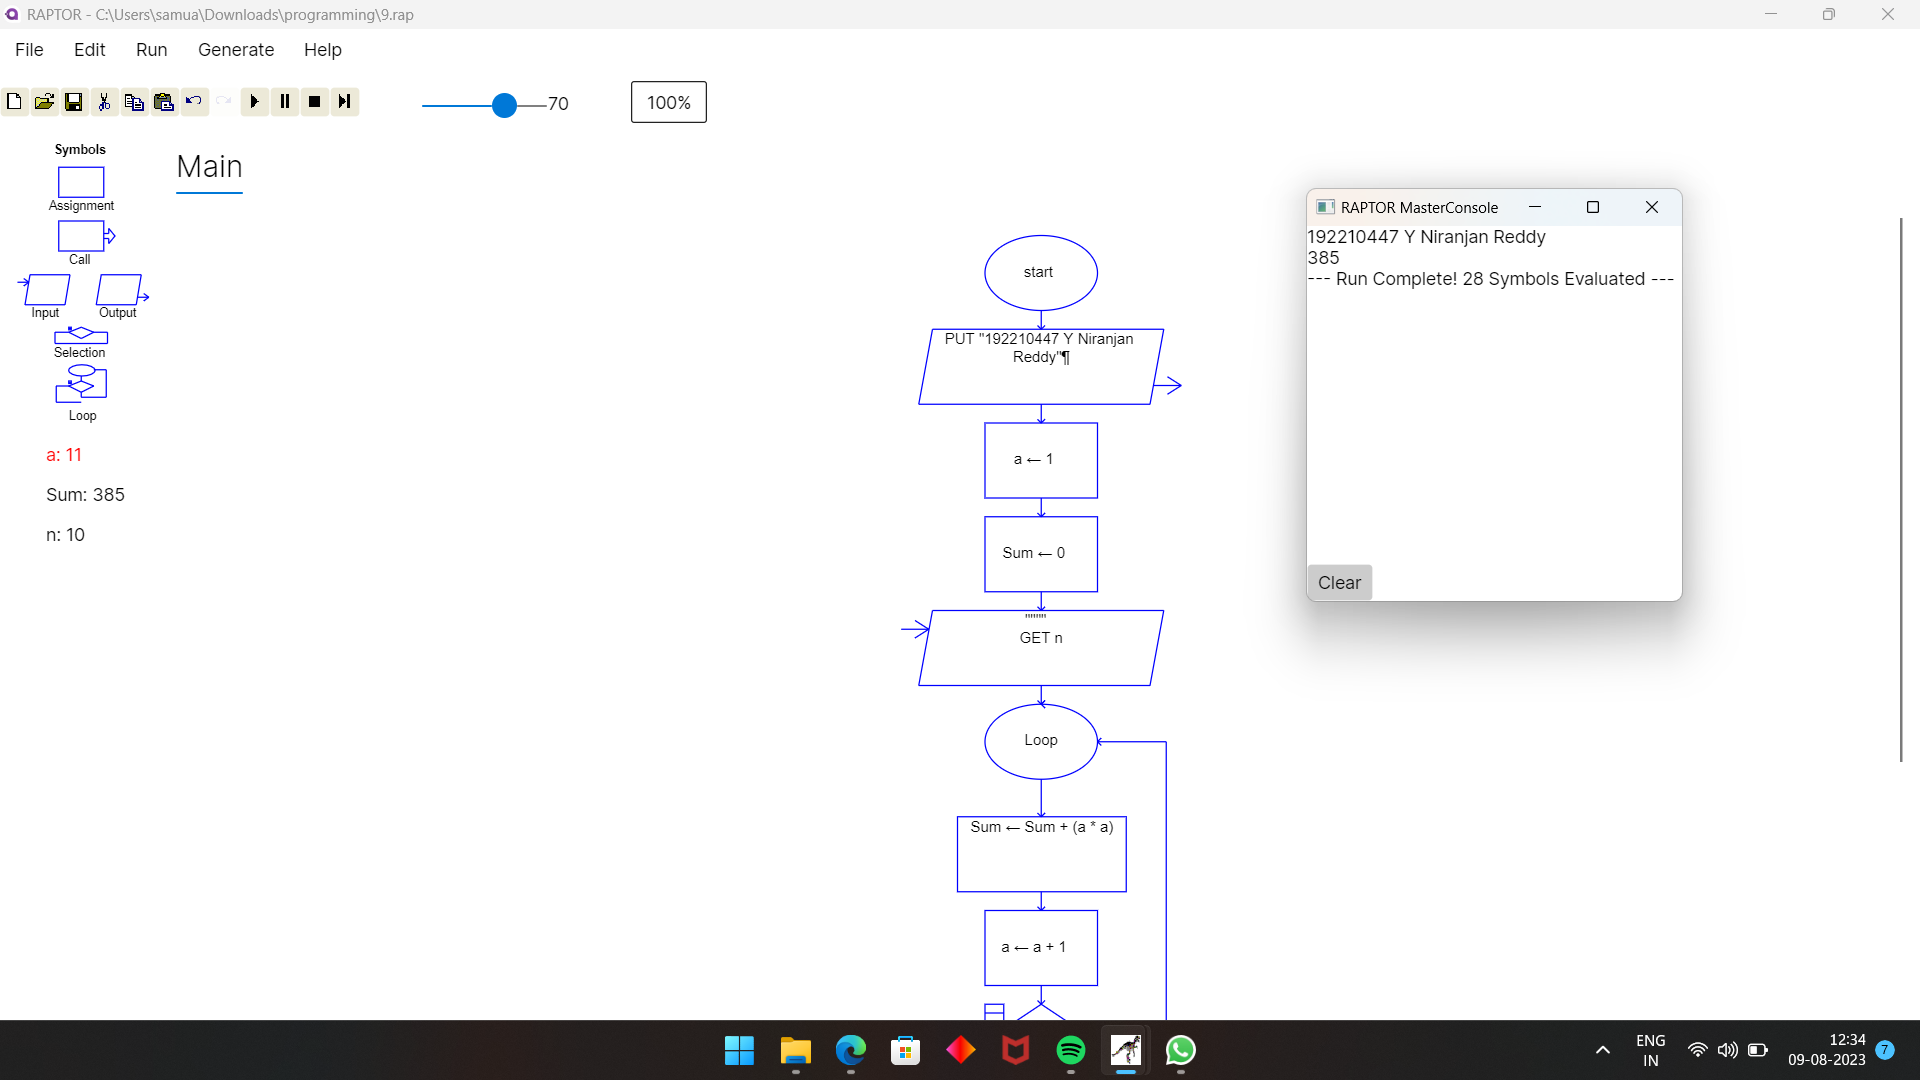 RAPTOR - C:\Users\samua\Downloads\programming\9.rap
File Edit Run Generate Help
70
100%
Symbols
Assignment
Call
Input Output
Selection
Loop
a: 11
Sum: 385
n: 10
Main
start
PUT "192210447 Y Niranjan
Reddy"¶
a ← 1
Sum ← 0
""""
GET n
Loop
Sum ← Sum + (a * a)
a ← a + 1
RAPTOR MasterConsole
192210447 Y Niranjan Reddy
385
--- Run Complete! 28 Symbols Evaluated ---
Clear
ENG
IN
12:34
09-08-2023
7